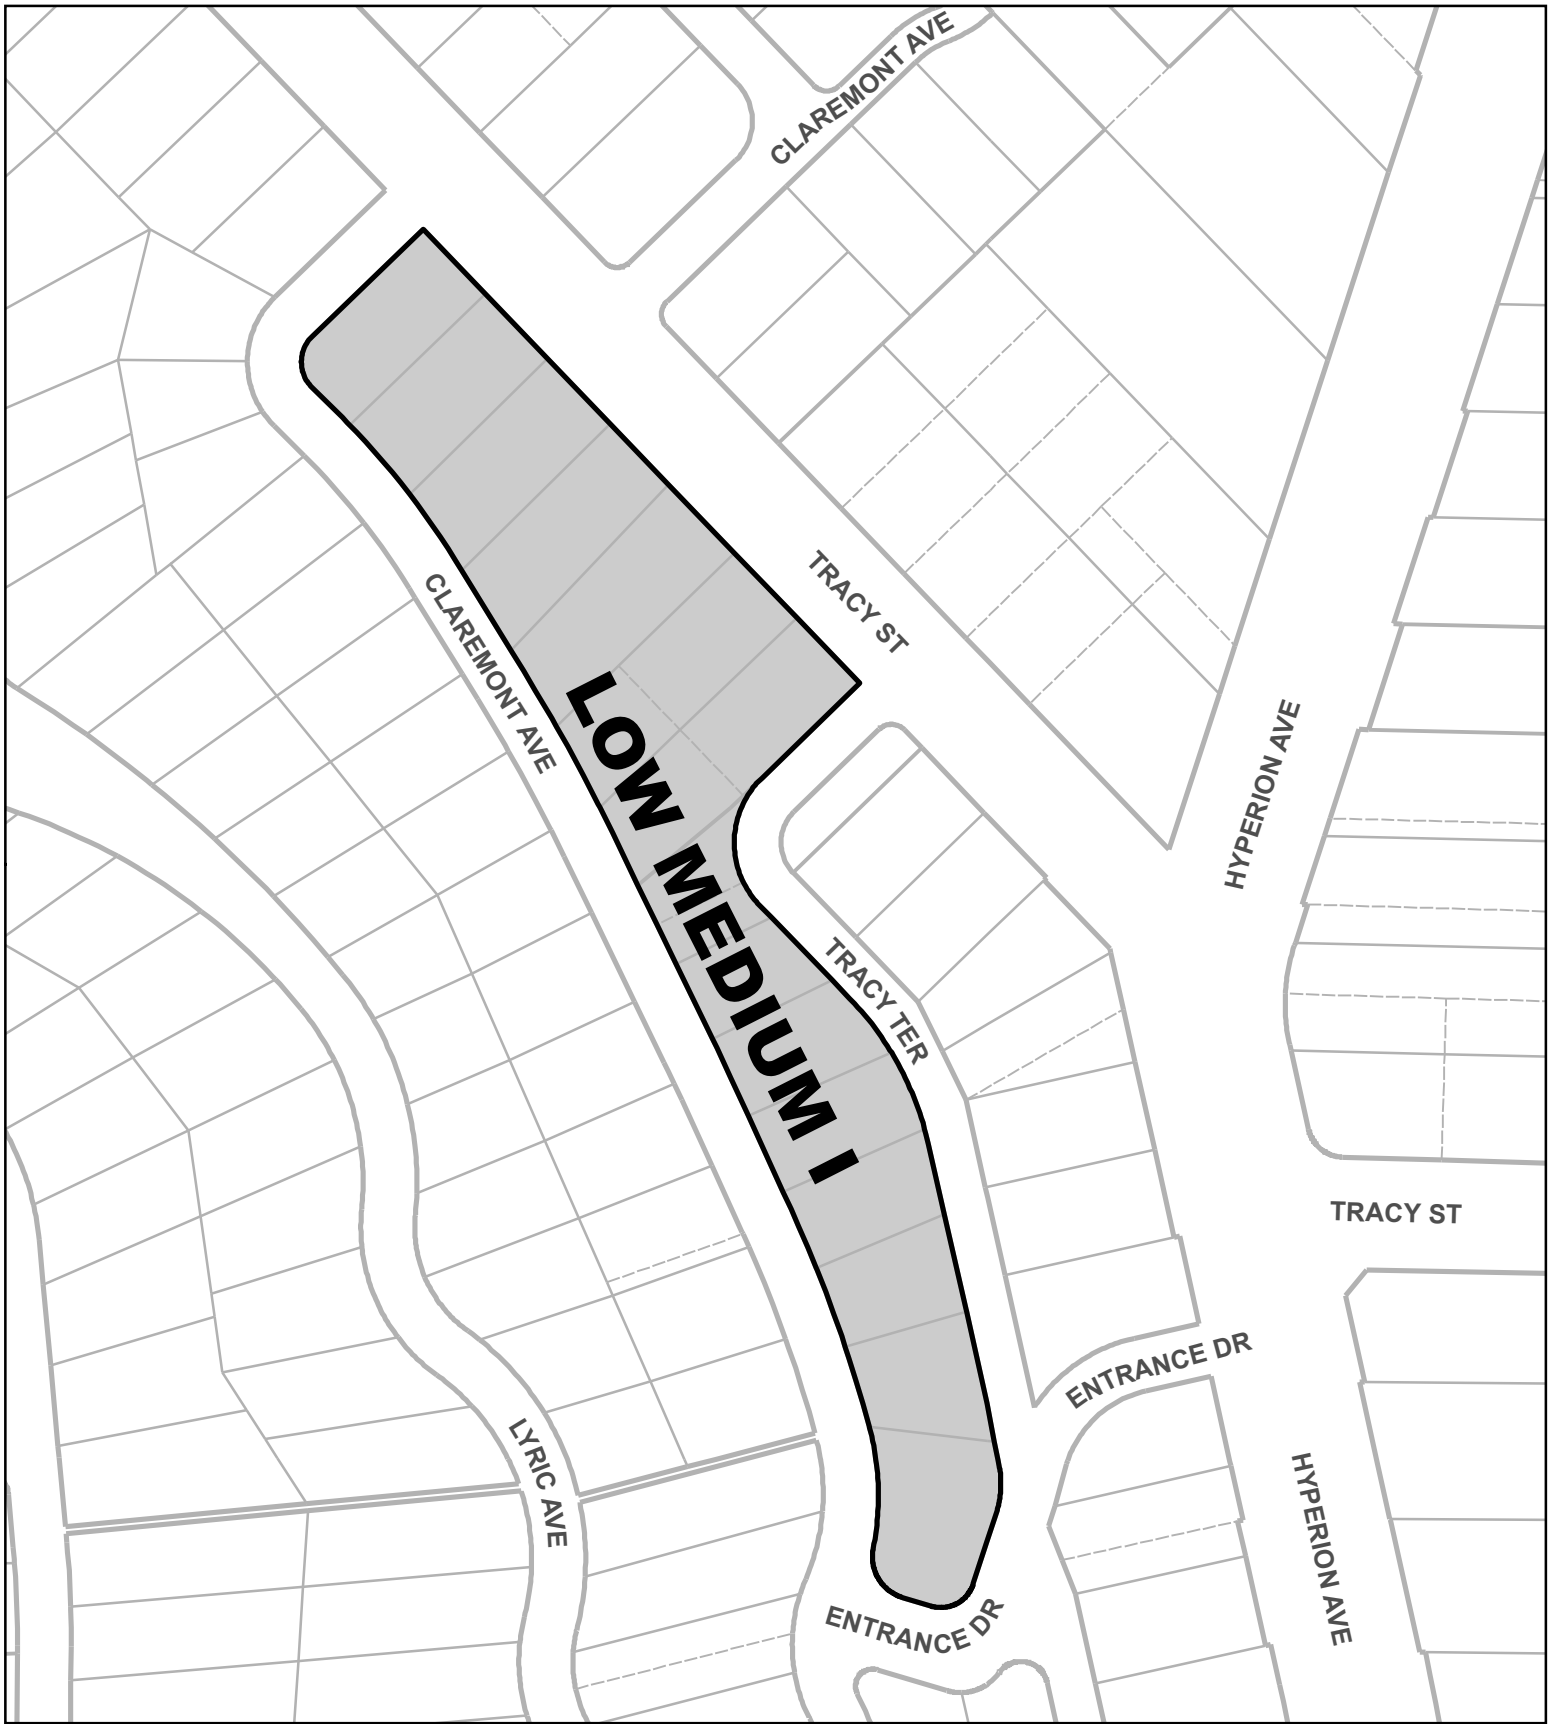 CLAREMONT AVE
TRACY ST
CLAREMONT AVE
LOW MEDIUM I
HYPERION AVE
TRACY TER
TRACY ST
ENTRANCE DR
LYRIC AVE
HYPERION AVE
ENTRANCE DR